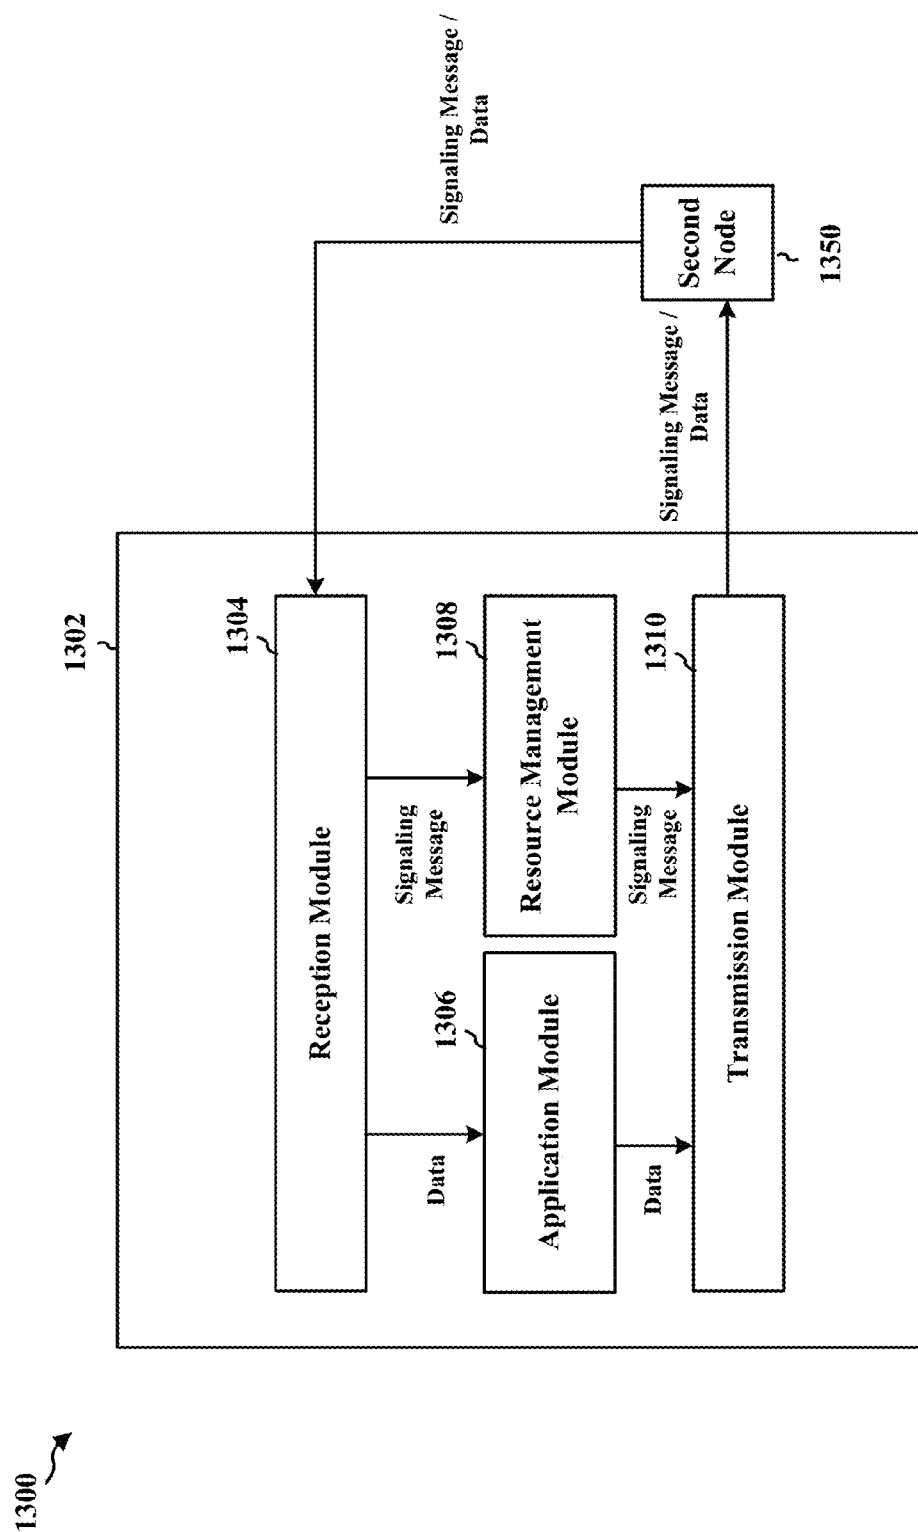 1300
1302
1304
Reception Module
Signaling Message /
Data
Data
Signaling
Message
1306
Application Module
1308
Resource Management
Module
Data
Signaling
Message
1310
Transmission Module
Signaling Message /
Data
Second
Node
1350